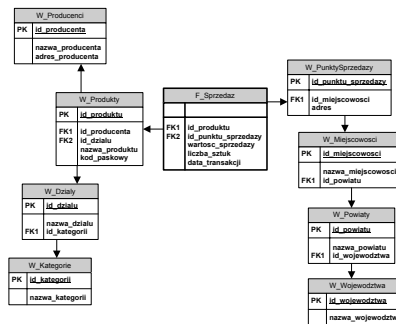 W_Producenci
PK id_producenta
nazwa_producenta
adres_producenta
W_Produkty
PK id_produktu
FK1 id_producenta
FK2 id_dzialu
nazwa_produktu
kod_paskowy
F_Sprzedaz
FK1 id_produktu
FK2 id_punktu_sprzedazy
wartosc_sprzedazy
liczba_sztuk
data_transakcji
W_PunktySprzedazy
PK id_punktu_sprzedazy
FK1 id_miejscowosci
adres
W_Miejscowosci
PK id_miejscowosci
nazwa_miejscowosci
FK1 id_powiatu
W_Dzialy
PK id_dzialu
nazwa_dzialu
FK1 id_kategorii
W_Powiaty
PK id_powiatu
nazwa_powiatu
FK1 id_wojewodztwa
W_Kategorie
PK id_kategorii
nazwa_kategorii
W_Wojewodztwa
PK id_wojewodztwa
nazwa_wojewodztwa